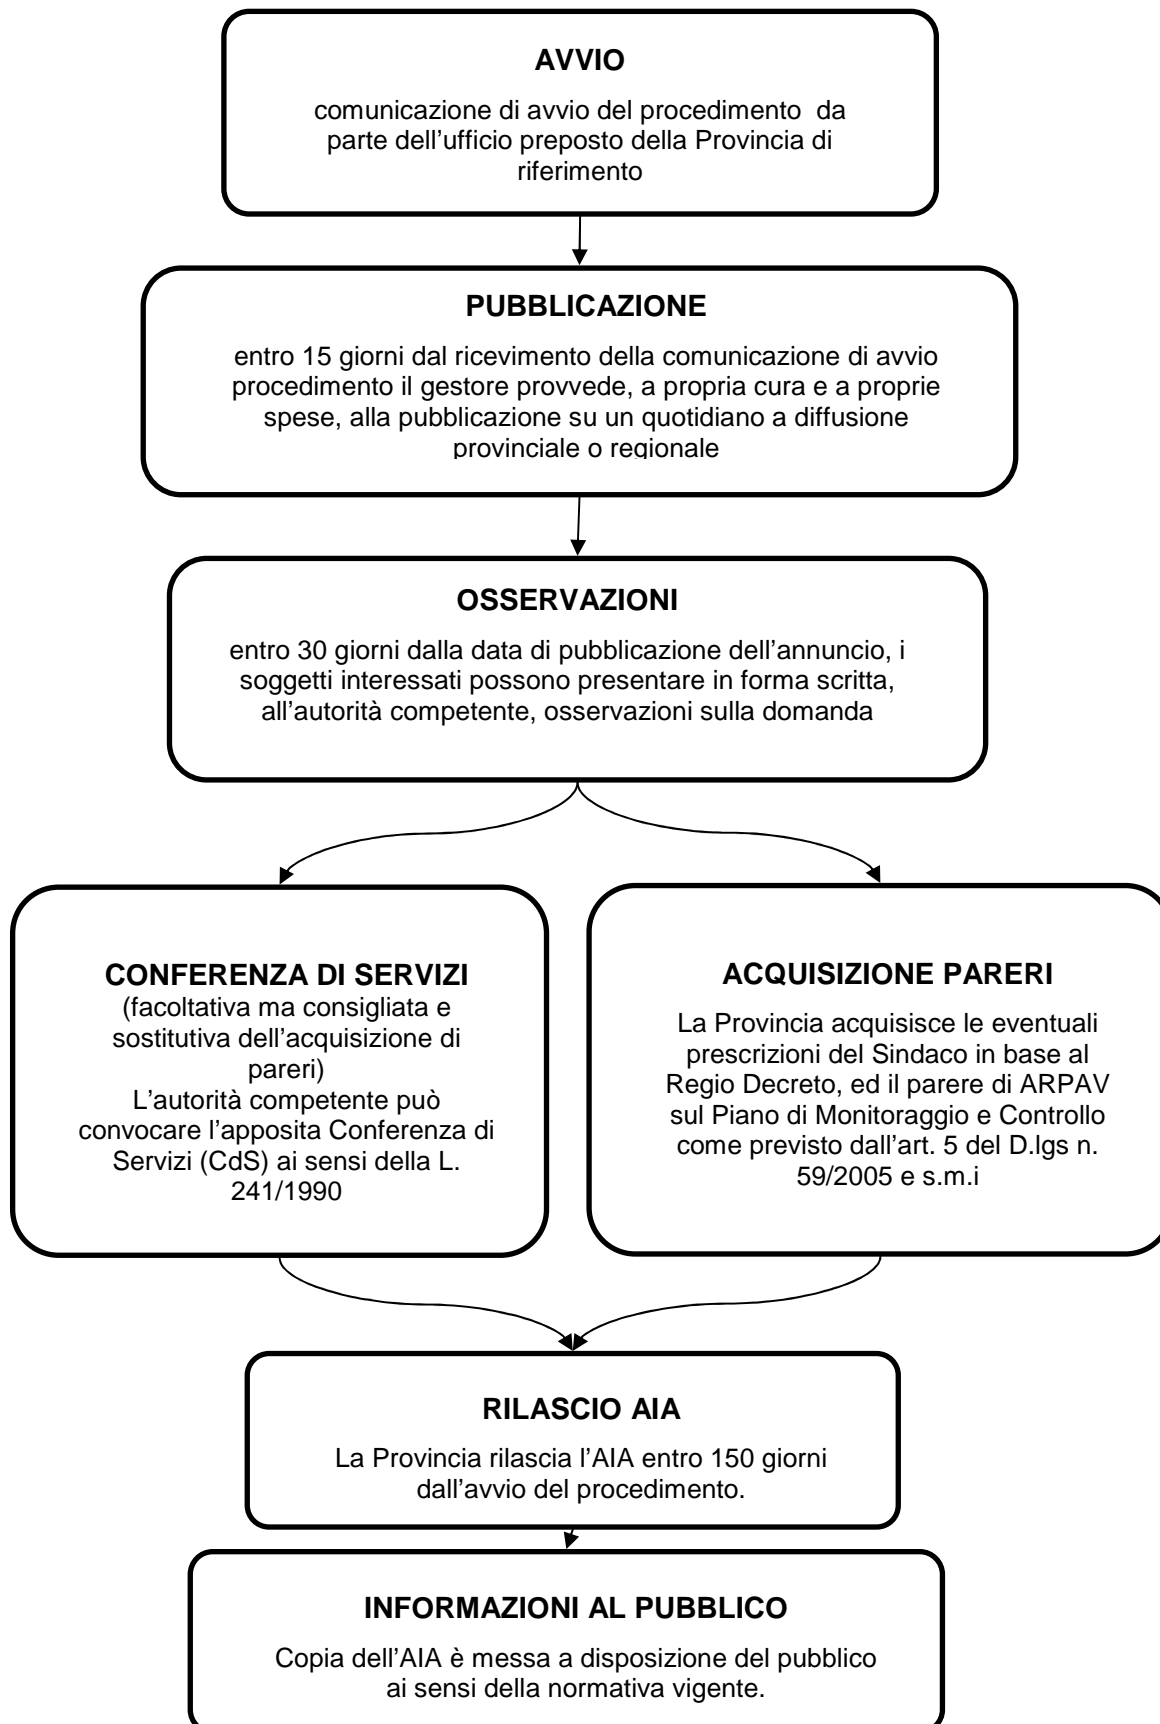 AVVIO
comunicazione di avvio del procedimento  da
parte dell’ufficio preposto della Provincia di
riferimento
PUBBLICAZIONE
entro 15 giorni dal ricevimento della comunicazione di avvio
procedimento il gestore provvede, a propria cura e a proprie
spese, alla pubblicazione su un quotidiano a diffusione
provinciale o regionale
OSSERVAZIONI
entro 30 giorni dalla data di pubblicazione dell’annuncio, i
soggetti interessati possono presentare in forma scritta,
all’autorità competente, osservazioni sulla domanda
CONFERENZA DI SERVIZI
(facoltativa ma consigliata e
sostitutiva dell’acquisizione di
pareri)
L’autorità competente può
convocare l’apposita Conferenza di
Servizi (CdS) ai sensi della L.
241/1990
ACQUISIZIONE PARERI
La Provincia acquisisce le eventuali
prescrizioni del Sindaco in base al
Regio Decreto, ed il parere di ARPAV
sul Piano di Monitoraggio e Controllo
come previsto dall’art. 5 del D.lgs n.
59/2005 e s.m.i
RILASCIO AIA
La Provincia rilascia l’AIA entro 150 giorni
dall’avvio del procedimento.
INFORMAZIONI AL PUBBLICO
Copia dell’AIA è messa a disposizione del pubblico
ai sensi della normativa vigente.